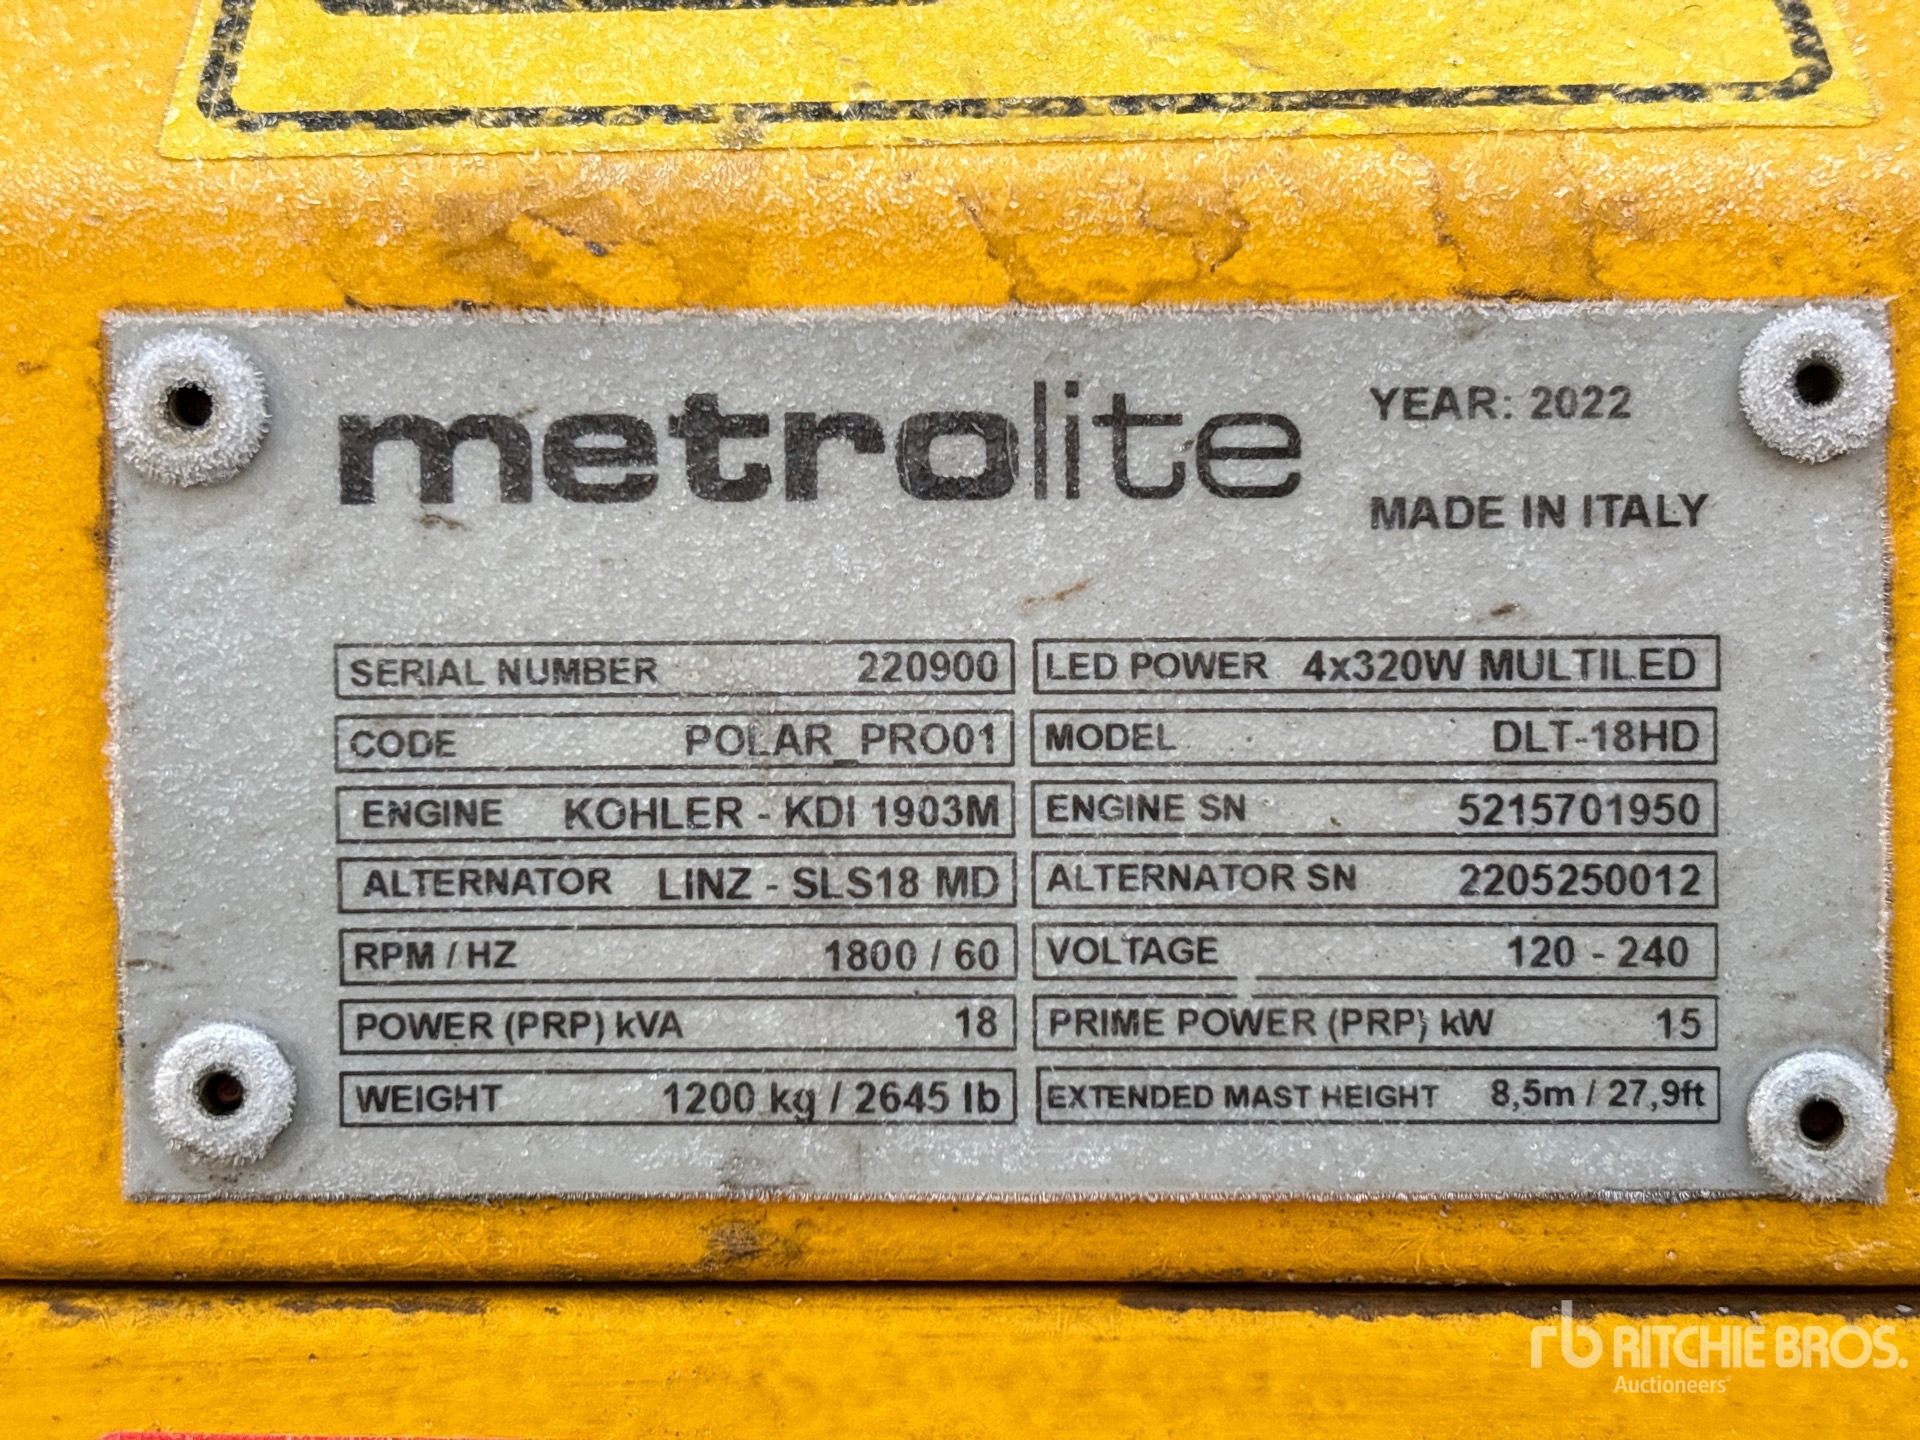 metrolite
YEAR: 2022
MADE IN ITALY
SERIAL NUMBER 220900
LED POWER 4x320W MULTILED
CODE POLAR_PRO01
MODEL DLT-18HD
ENGINE KOHLER - KDI 1903M
ENGINE SN 5215701950
ALTERNATOR LINZ - SLS18 MD
ALTERNATOR SN 2205250012
RPM / HZ 1800 / 60
VOLTAGE 120 - 240
POWER (PRP) kVA 18
PRIME POWER (PRP) kW 15
WEIGHT 1200 kg / 2645 lb
EXTENDED MAST HEIGHT 8,5m / 27,9ft
rb RITCHIE BROS.
Auctioneers